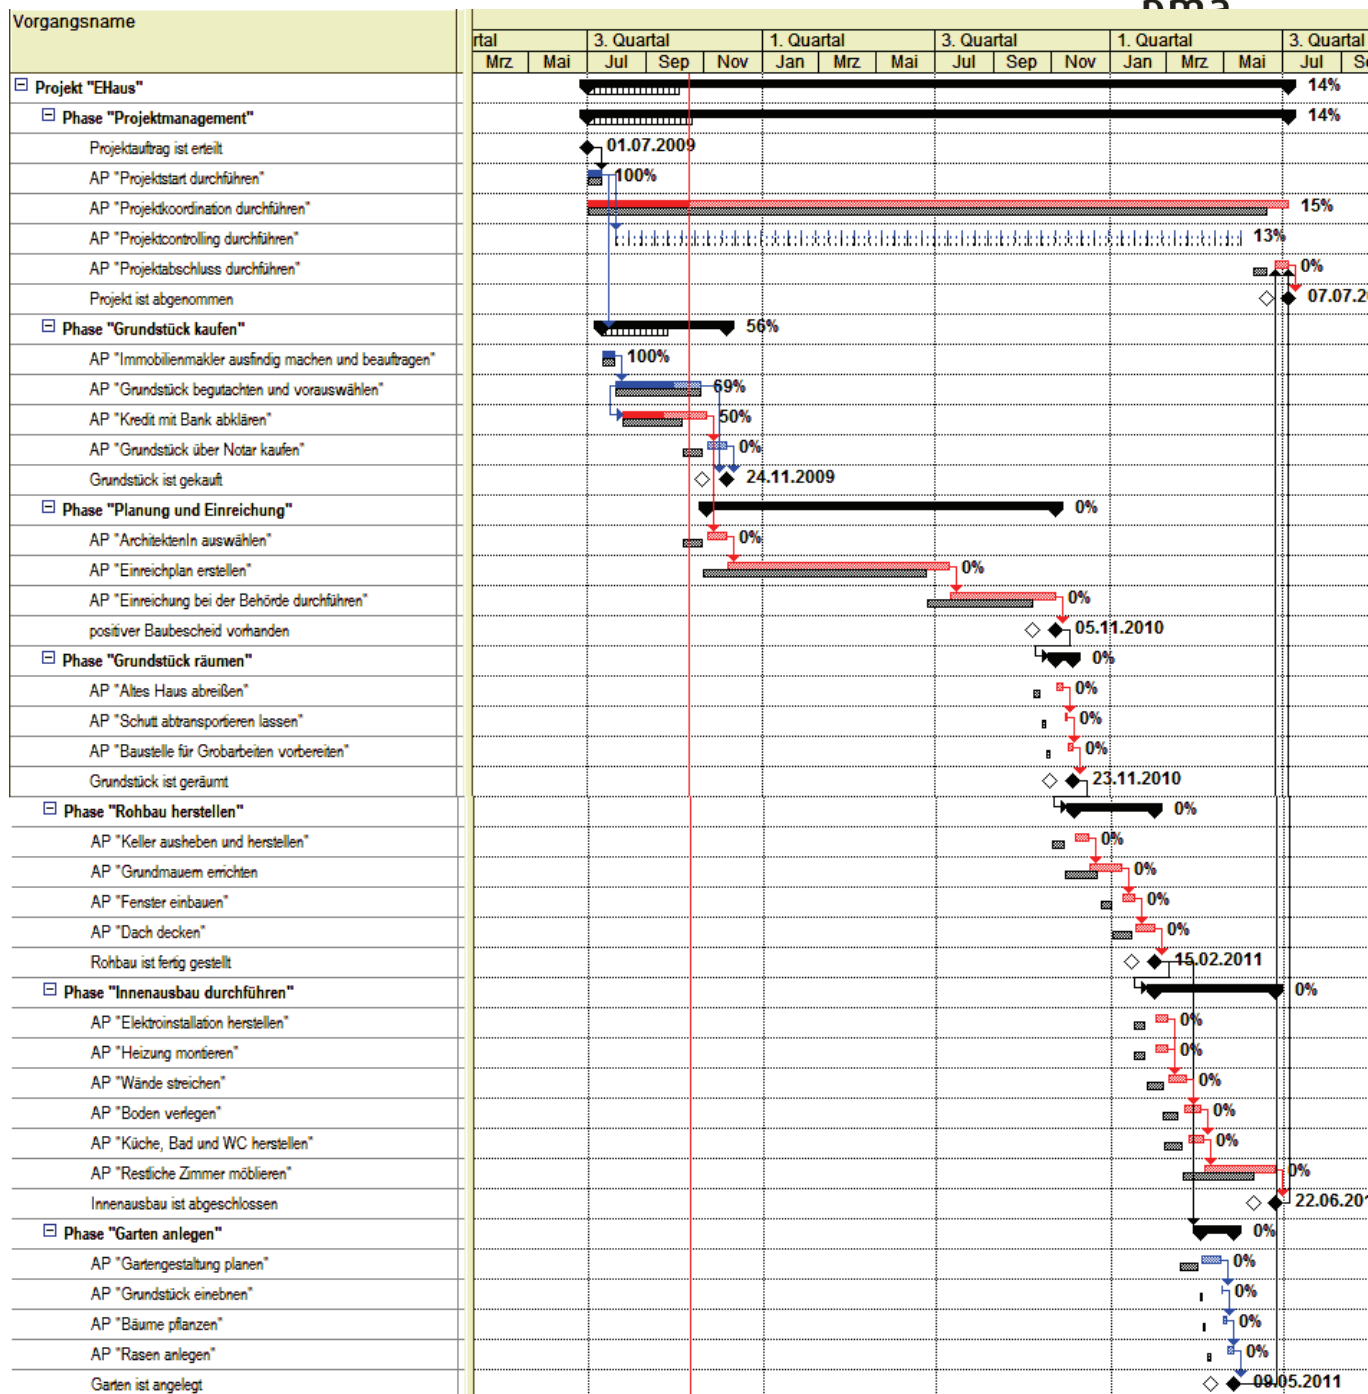 pma
Vorgangsname
rtal 3. Quartal 1. Quartal 3. Quartal 1. Quartal 3. Quartal
Mrz Mai Jul Sep Nov Jan Mrz Mai Jul Sep Nov Jan Mrz Mai Jul Se
Projekt "EHaus" 14%
Phase "Projektmanagement" 14%
Projektauftrag ist erteilt 01.07.2009
AP "Projektstart durchführen" 100%
AP "Projektkoordination durchführen" 15%
AP "Projektcontrolling durchführen" 13%
AP "Projektabschluss durchführen" 0%
Projekt ist abgenommen 07.07.20
Phase "Grundstück kaufen" 56%
AP "Immobilienmakler ausfindig machen und beauftragen" 100%
AP "Grundstück begutachten und vorauswählen" 69%
AP "Kredit mit Bank abklären" 50%
AP "Grundstück über Notar kaufen" 0%
Grundstück ist gekauft 24.11.2009
Phase "Planung und Einreichung" 0%
AP "ArchitektenIn auswählen" 0%
AP "Einreichplan erstellen" 0%
AP "Einreichung bei der Behörde durchführen" 0%
positiver Baubescheid vorhanden 05.11.2010
Phase "Grundstück räumen" 0%
AP "Altes Haus abreißen" 0%
AP "Schutt abtransportieren lassen" 0%
AP "Baustelle für Grobarbeiten vorbereiten" 0%
Grundstück ist geräumt 23.11.2010
Phase "Rohbau herstellen" 0%
AP "Keller ausheben und herstellen" 0%
AP "Grundmauern errichten 0%
AP "Fenster einbauen" 0%
AP "Dach decken" 0%
Rohbau ist fertig gestellt 15.02.2011
Phase "Innenausbau durchführen" 0%
AP "Elektroinstallation herstellen" 0%
AP "Heizung montieren" 0%
AP "Wände streichen" 0%
AP "Boden verlegen" 0%
AP "Küche, Bad und WC herstellen" 0%
AP "Restliche Zimmer möblieren" 0%
Innenausbau ist abgeschlossen 22.06.201
Phase "Garten anlegen" 0%
AP "Gartengestaltung planen" 0%
AP "Grundstück einebnen" 0%
AP "Bäume pflanzen" 0%
AP "Rasen anlegen" 0%
Garten ist angelegt 09.05.2011